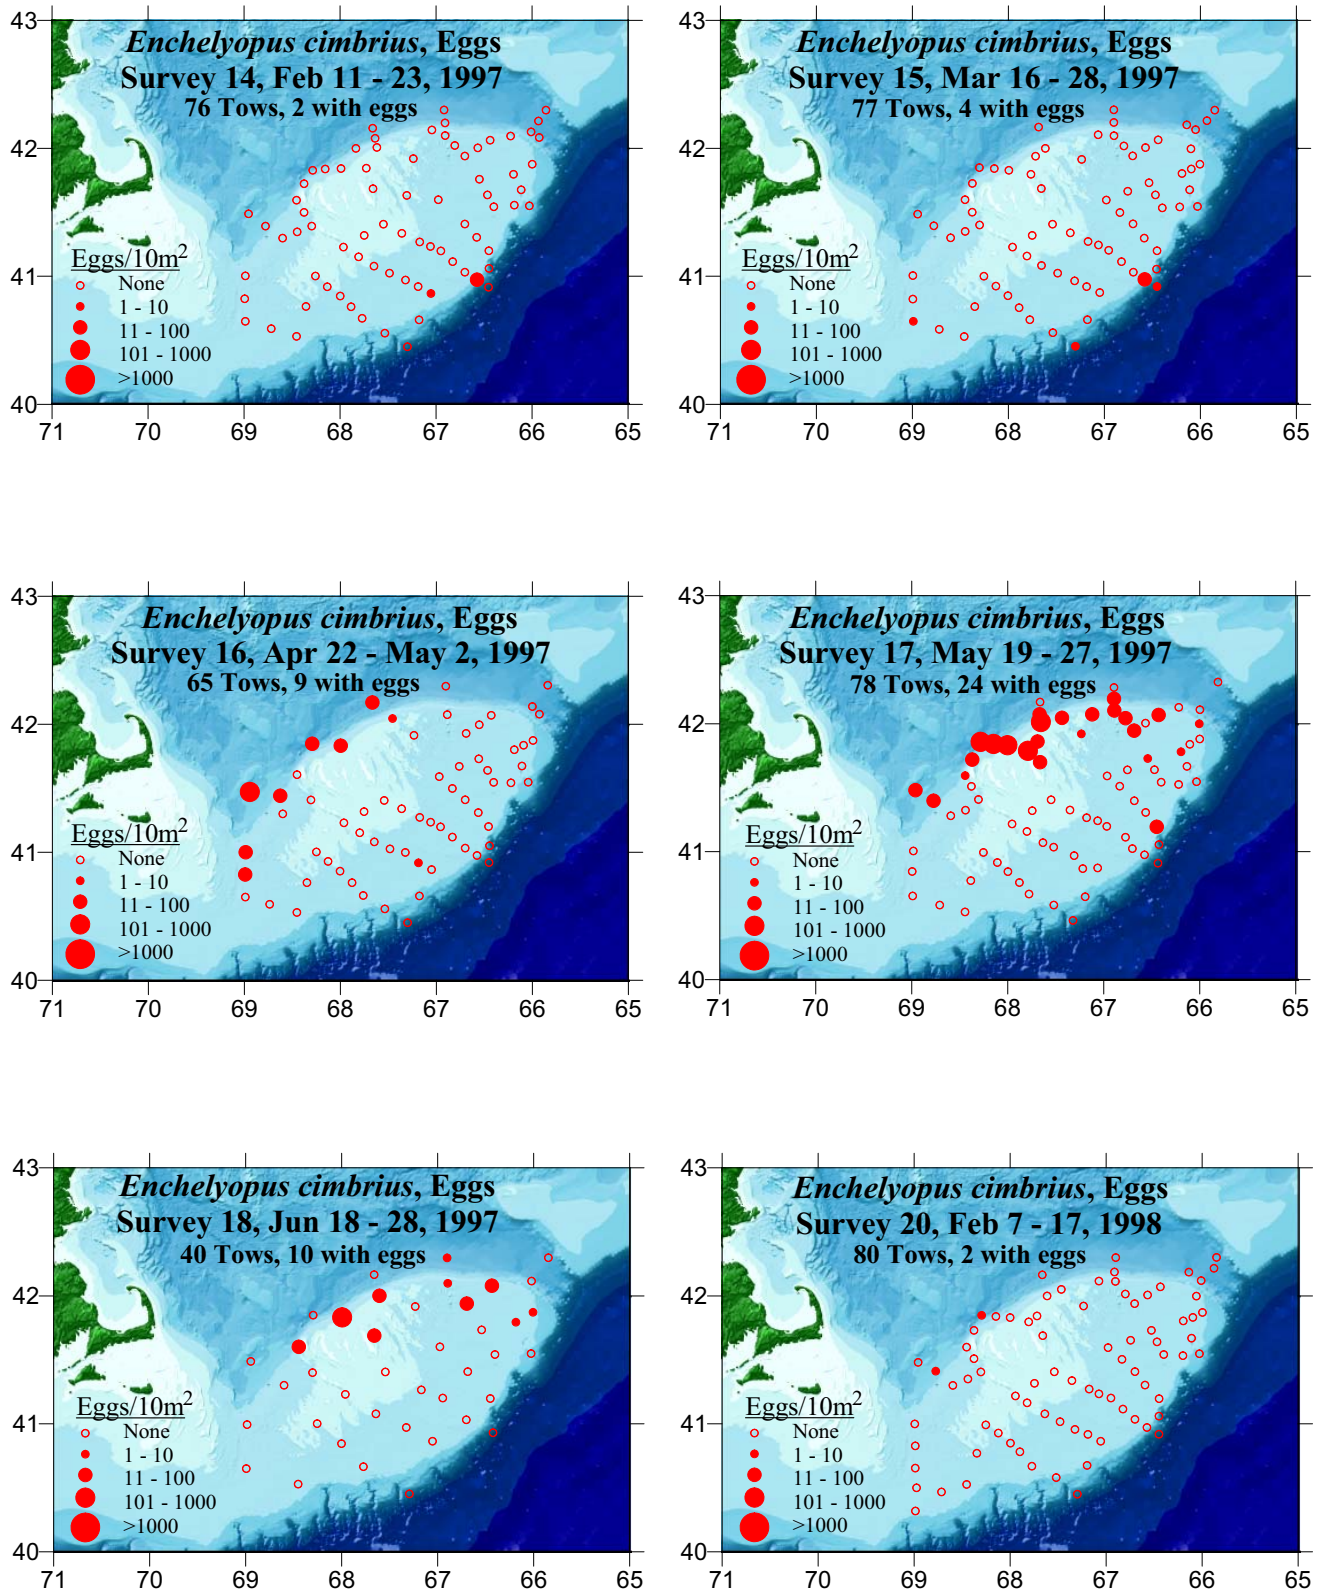 Enchelyopus cimbrius, Eggs
Survey 14, Feb 11 - 23, 1997
76 Tows, 2 with eggs
Eggs/10m²
None
1 - 10
11 - 100
101 - 1000
>1000
43
42
41
40
71 70 69 68 67 66 65
Enchelyopus cimbrius, Eggs
Survey 15, Mar 16 - 28, 1997
77 Tows, 4 with eggs
Eggs/10m²
None
1 - 10
11 - 100
101 - 1000
>1000
43
42
41
40
71 70 69 68 67 66 65
Enchelyopus cimbrius, Eggs
Survey 16, Apr 22 - May 2, 1997
65 Tows, 9 with eggs
Eggs/10m²
None
1 - 10
11 - 100
101 - 1000
>1000
43
42
41
40
71 70 69 68 67 66 65
Enchelyopus cimbrius, Eggs
Survey 17, May 19 - 27, 1997
78 Tows, 24 with eggs
Eggs/10m²
None
1 - 10
11 - 100
101 - 1000
>1000
43
42
41
40
71 70 69 68 67 66 65
Enchelyopus cimbrius, Eggs
Survey 18, Jun 18 - 28, 1997
40 Tows, 10 with eggs
Eggs/10m²
None
1 - 10
11 - 100
101 - 1000
>1000
43
42
41
40
71 70 69 68 67 66 65
Enchelyopus cimbrius, Eggs
Survey 20, Feb 7 - 17, 1998
80 Tows, 2 with eggs
Eggs/10m²
None
1 - 10
11 - 100
101 - 1000
>1000
43
42
41
40
71 70 69 68 67 66 65